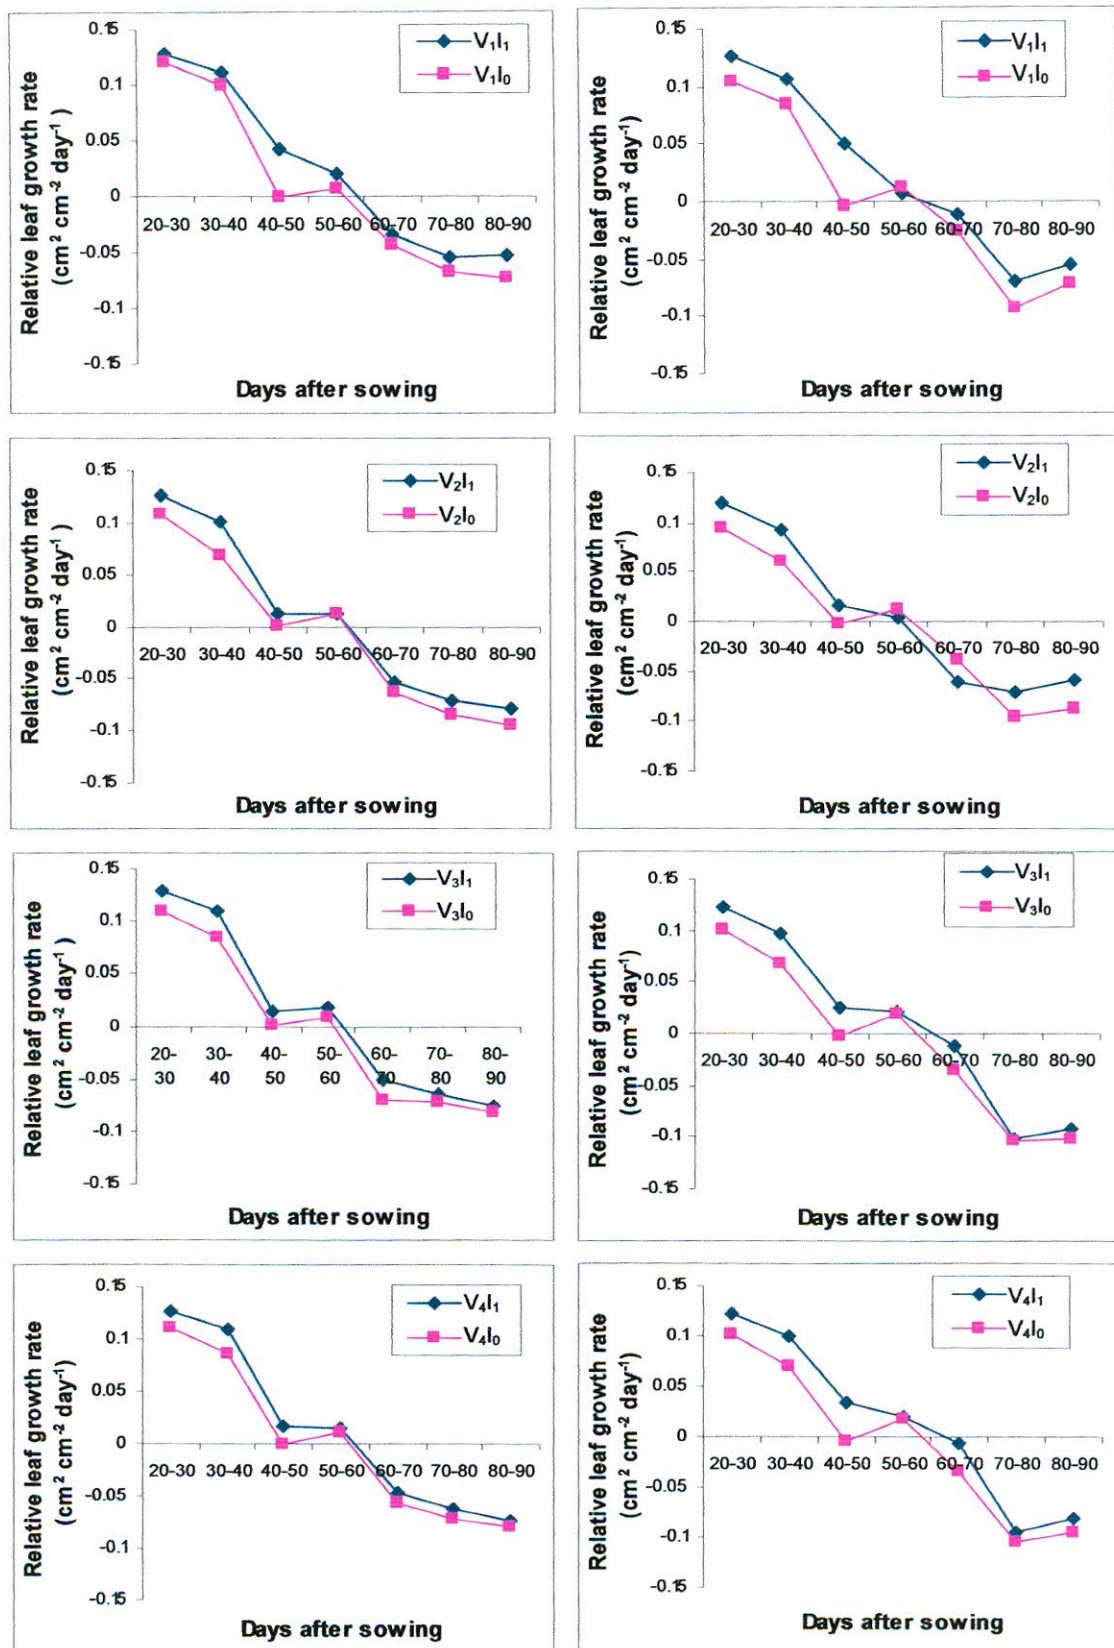 V₁I₁
V₁I₀
0.15
0.1
0.05
0
-0.05
-0.1
-0.15
20-30 30-40 40-50 50-60 60-70 70-80 80-90
Relative leaf growth rate
(cm² cm⁻² day⁻¹)
Days after sowing
V₁I₁
V₁I₀
0.15
0.1
0.05
0
-0.05
-0.1
-0.15
20-30 30-40 40-50 50-60 60-70 70-80 80-90
Relative leaf growth rate
(cm² cm⁻² day⁻¹)
Days after sowing
V₂I₁
V₂I₀
0.15
0.1
0.05
0
-0.05
-0.1
-0.15
20-30 30-40 40-50 50-60 60-70 70-80 80-90
Relative leaf growth rate
(cm² cm⁻² day⁻¹)
Days after sowing
V₂I₁
V₂I₀
0.15
0.1
0.05
0
-0.05
-0.1
-0.15
20-30 30-40 40-50 50-60 60-70 70-80 80-90
Relative leaf growth rate
(cm² cm⁻² day⁻¹)
Days after sowing
V₃I₁
V₃I₀
0.15
0.1
0.05
0
-0.05
-0.1
-0.15
20- 30- 40- 50- 60- 70- 80-
30 40 50 60 70 80 90
Relative leaf growth rate
(cm² cm⁻² day⁻¹ )
Days after sowing
V₃I₁
V₃I₀
0.15
0.1
0.05
0
-0.05
-0.1
-0.15
20-30 30-40 40-50 50-60 60-70 70-80 80-90
Relative leaf growth rate
(cm² cm⁻² day⁻¹)
Days after sowing
V₄I₁
V₄I₀
0.15
0.1
0.05
0
-0.05
-0.1
-0.15
20-30 30-40 40-50 50-60 60-70 70-80 80-90
Relative leaf growth rate
(cm² cm⁻² day⁻¹)
Days after sowing
V₄I₁
V₄I₀
0.15
0.1
0.05
0
-0.05
-0.1
-0.15
20-30 30-40 40-50 50-60 60-70 70-80 80-90
Relative leaf growth rate
(cm² cm⁻² day⁻¹)
Days after sowing